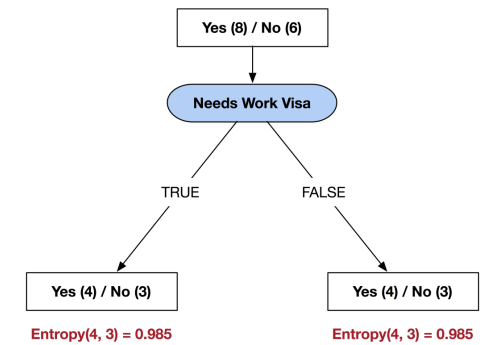 Yes (8) / No (6)
Needs Work Visa
TRUE
FALSE
Yes (4) / No (3)
Yes (4) / No (3)
Entropy(4, 3) = 0.985
Entropy(4, 3) = 0.985